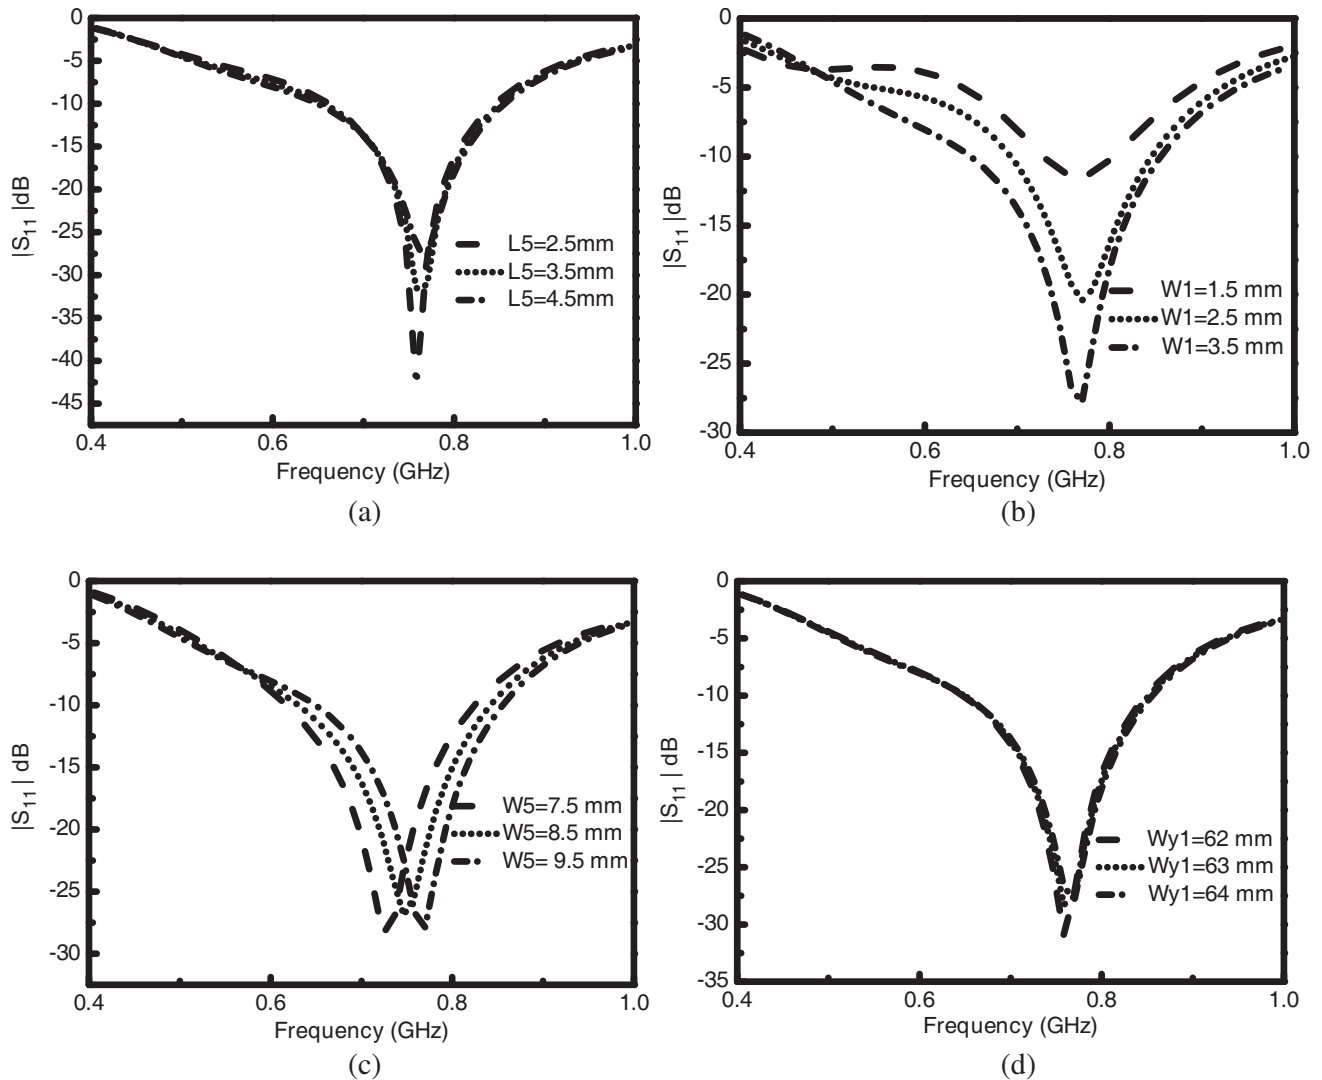 0
-5
-10
-15
-20
-25
-30
-35
-40
-45
|S11 |dB
L5=2.5mm
L5=3.5mm
L5=4.5mm
0.4 0.6 0.8 1.0
Frequency (GHz)
(a)
0
-5
-10
-15
-20
-25
-30
|S11 |dB
W1=1.5 mm
W1=2.5 mm
W1=3.5 mm
0.4 0.6 0.8 1.0
Frequency (GHz)
(b)
0
-5
-10
-15
-20
-25
-30
|S11 | dB
W5=7.5 mm
W5=8.5 mm
W5= 9.5 mm
0.4 0.6 0.8 1.0
Frequency (GHz)
(c)
0
-5
-10
-15
-20
-25
-30
-35
|S11 | dB
Wy1=62 mm
Wy1=63 mm
Wy1=64 mm
0.4 0.6 0.8 1.0
Frequency (GHz)
(d)